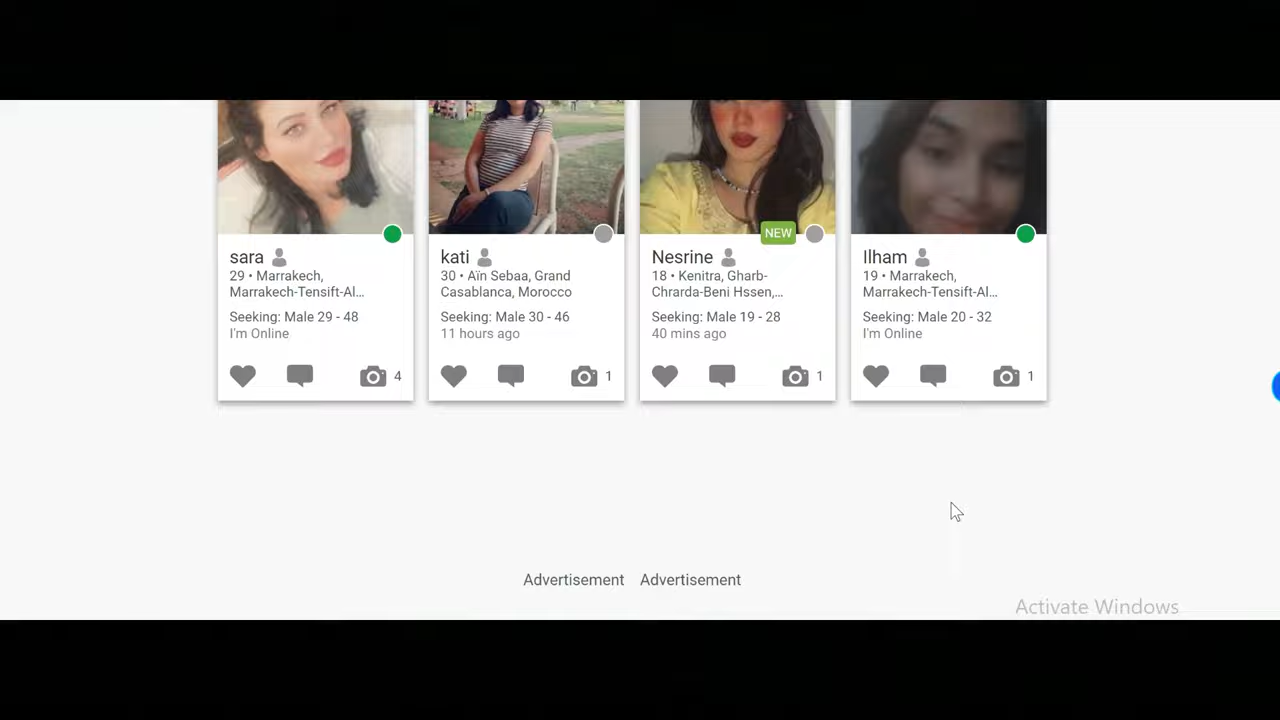 sara
29 • Marrakech,
Marrakech-Tensift-Al...
Seeking: Male 29 - 48
I'm Online
4
kati
30 • Aïn Sebaa, Grand
Casablanca, Morocco
Seeking: Male 30 - 46
11 hours ago
1
NEW
Nesrine
18 • Kenitra, Gharb-
Chrarda-Beni Hssen,...
Seeking: Male 19 - 28
40 mins ago
1
Ilham
19 • Marrakech,
Marrakech-Tensift-Al...
Seeking: Male 20 - 32
I'm Online
1
Advertisement Advertisement
Activate Windows